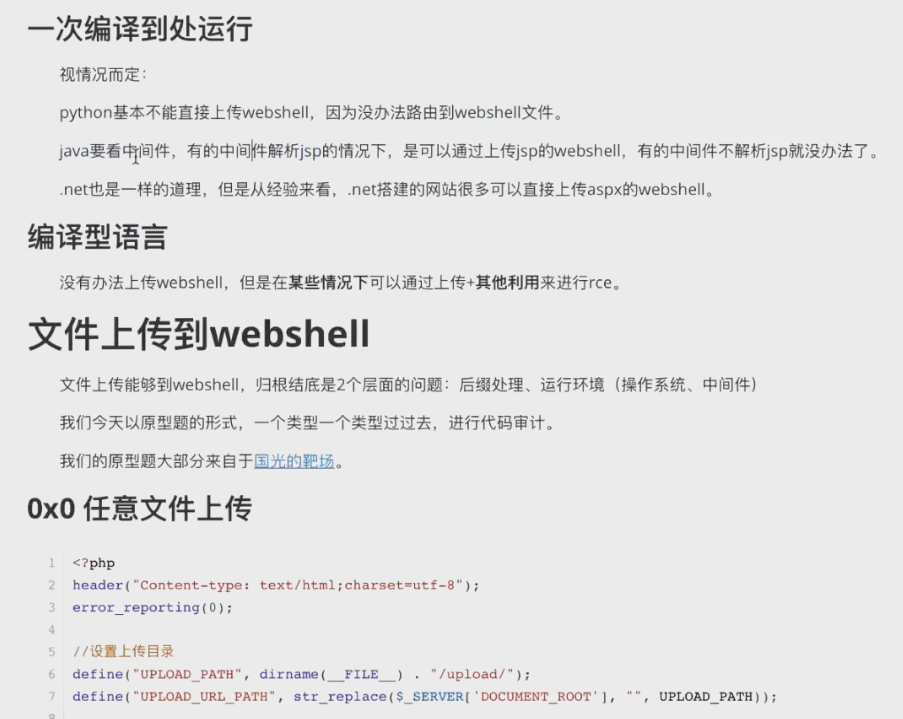 一次编译到处运行
视情况而定：
python基本不能直接上传webshell，因为没办法路由到webshell文件。
java要看中间件，有的中间件解析jsp的情况下，是可以通过上传jsp的webshell，有的中间件不解析jsp就没办法了。
.net也是一样的道理，但是从经验来看，.net搭建的网站很多可以直接上传aspx的webshell。
编译型语言
没有办法上传webshell，但是在某些情况下可以通过上传+其他利用来进行rce。
文件上传到webshell
文件上传能够到webshell，归根结底是2个层面的问题：后缀处理、运行环境（操作系统、中间件）
我们今天以原型题的形式，一个类型一个类型过过去，进行代码审计。
我们的原型题大部分来自于国光的靶场。
0x0 任意文件上传
1 <?php
2 header("Content-type: text/html;charset=utf-8");
3 error_reporting(0);
4
5 //设置上传目录
6 define("UPLOAD_PATH", dirname(__FILE__) . "/upload/");
7 define("UPLOAD_URL_PATH", str_replace($_SERVER['DOCUMENT_ROOT'], "", UPLOAD_PATH));